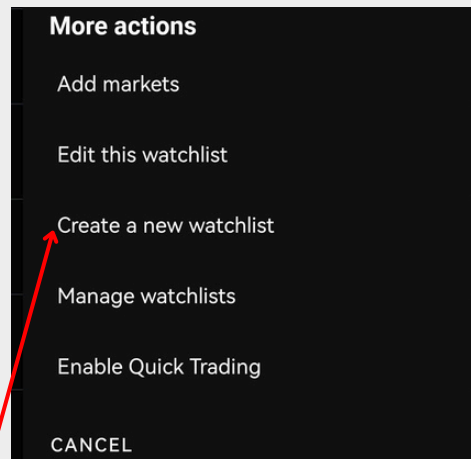 More actions
Add markets
Edit this watchlist
Create a new watchlist
Manage watchlists
Enable Quick Trading
CANCEL